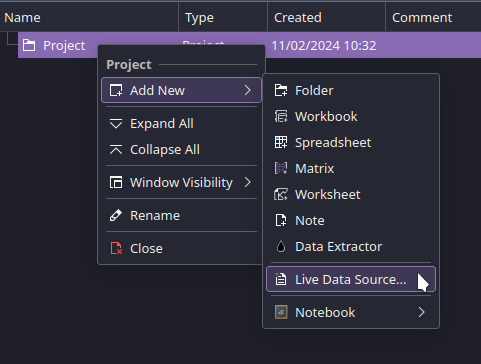 Name Type Created Comment
Project Project 11/02/2024 10:32
Project
Add New
Expand All
Collapse All
Window Visibility
Rename
Close
Folder
Workbook
Spreadsheet
Matrix
Worksheet
Note
Data Extractor
Live Data Source...
Notebook